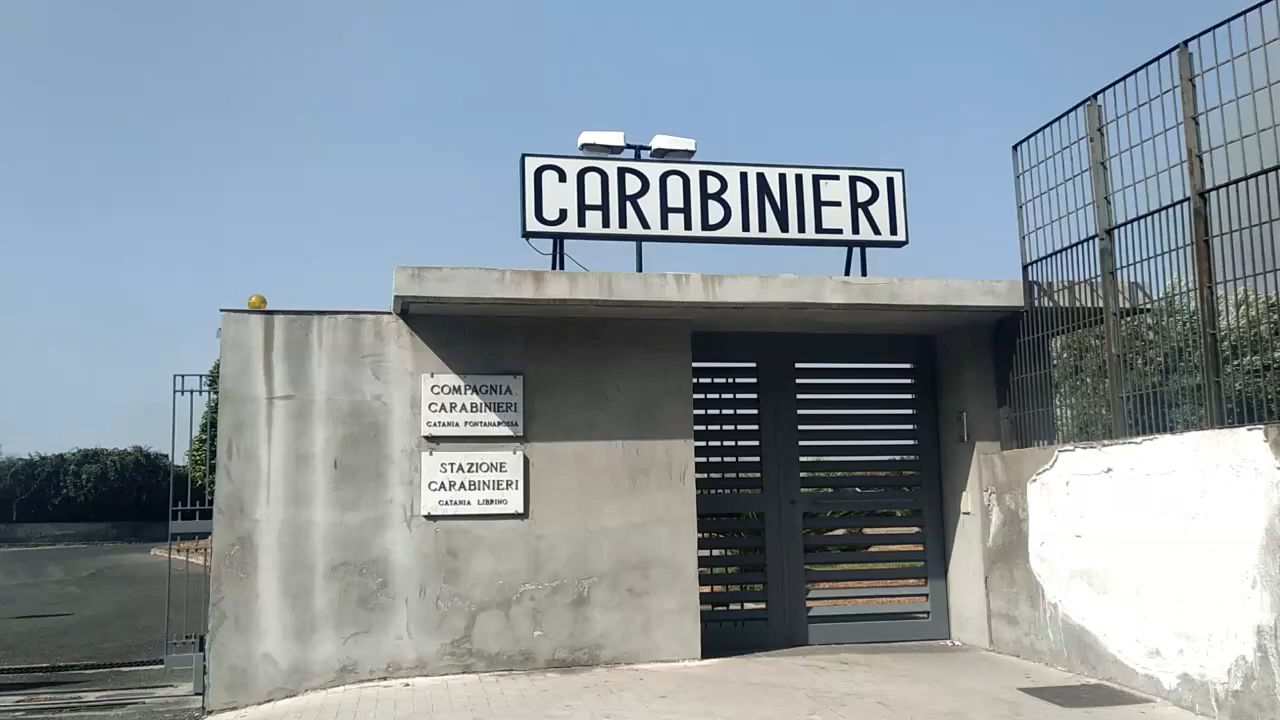 CARABINIERI
COMPAGNIA
CARABINIERI
CATANIA FONTANAROSSA
STAZIONE
CARABINIERI
CATANIA LIBRINO